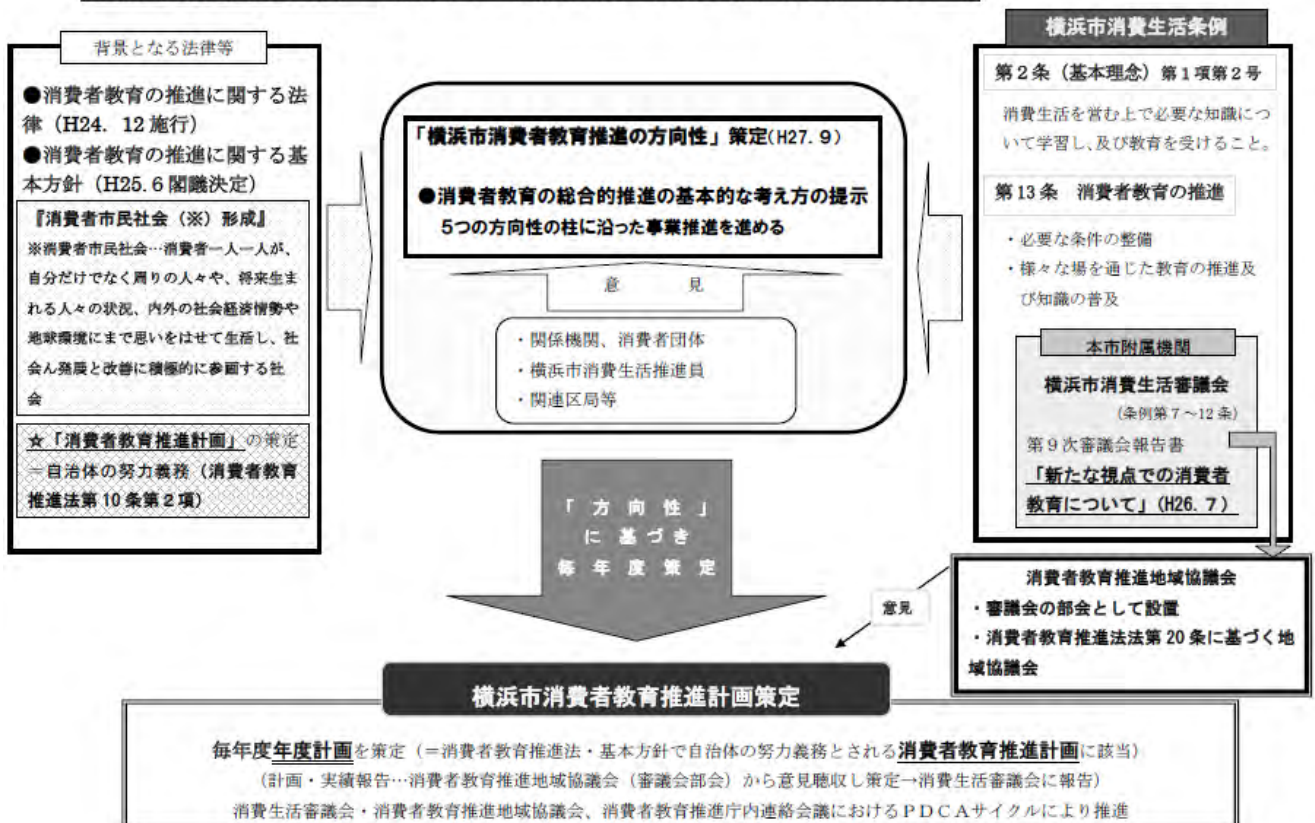 背景となる法律等
●消費者教育の推進に関する法
律（H24．12施行）
●消費者教育の推進に関する基
本方針（H25.6閣議決定）
『消費者市民社会（※）形成』
※消費者市民社会…消費者一人一人が、
自分だけでなく周りの人々や、将来生ま
れる人々の状況、内外の社会経済情勢や
地球環境にまで思いをはせて生活し、社
会ん発展と改善に積極的に参画する社
会
☆「消費者教育推進計画」の策定
＝自治体の努力義務（消費者教育
推進法第10条第2項）
「横浜市消費者教育推進の方向性」策定(H27.9)
●消費者教育の総合的推進の基本的な考え方の提示
5つの方向性の柱に沿った事業推進を進める
意　見
・関係機関、消費者団体
・横浜市消費生活推進員
・関連区局等
「方向性」
に基づき
毎年度策定
横浜市消費生活条例
第2条（基本理念）第1項第2号
消費生活を営む上で必要な知識につ
いて学習し、及び教育を受けること。
第13条　消費者教育の推進
・必要な条件の整備
・様々な場を通じた教育の推進及
び知識の普及
本市附属機関
横浜市消費生活審議会
（条例第7～12条）
第9次審議会報告書
「新たな視点での消費者
教育について」(H26.7)
消費者教育推進地域協議会
・審議会の部会として設置
・消費者教育推進法法第20条に基づく地
域協議会
意見
横浜市消費者教育推進計画策定
毎年度年度計画を策定（＝消費者教育推進法・基本方針で自治体の努力義務とされる消費者教育推進計画に該当）
（計画・実績報告…消費者教育推進地域協議会（審議会部会）から意見聴収し策定→消費生活審議会に報告）
消費生活審議会・消費者教育推進地域協議会、消費者教育推進庁内連絡会議におけるPDCAサイクルにより推進